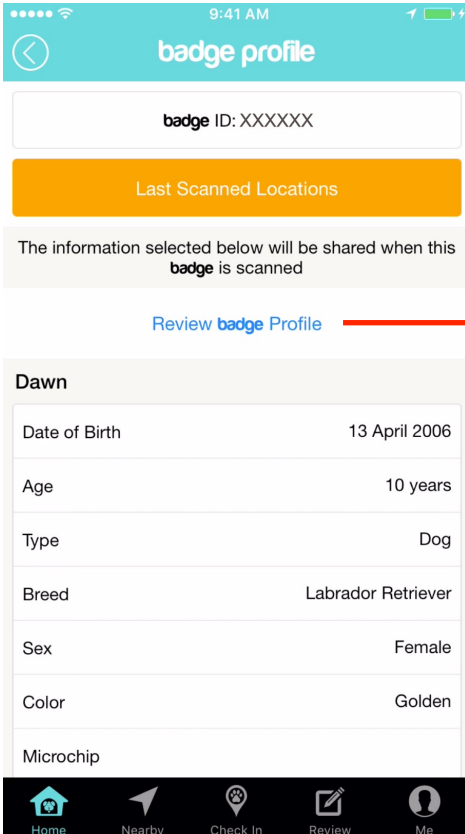 9:41 AM
badge profile
badge ID: XXXXXX
Last Scanned Locations
The information selected below will be shared when this
badge is scanned
Review badge Profile
Dawn
Date of Birth 13 April 2006
Age 10 years
Type Dog
Breed Labrador Retriever
Sex Female
Color Golden
Microchip
Home Nearby Check In Review Me